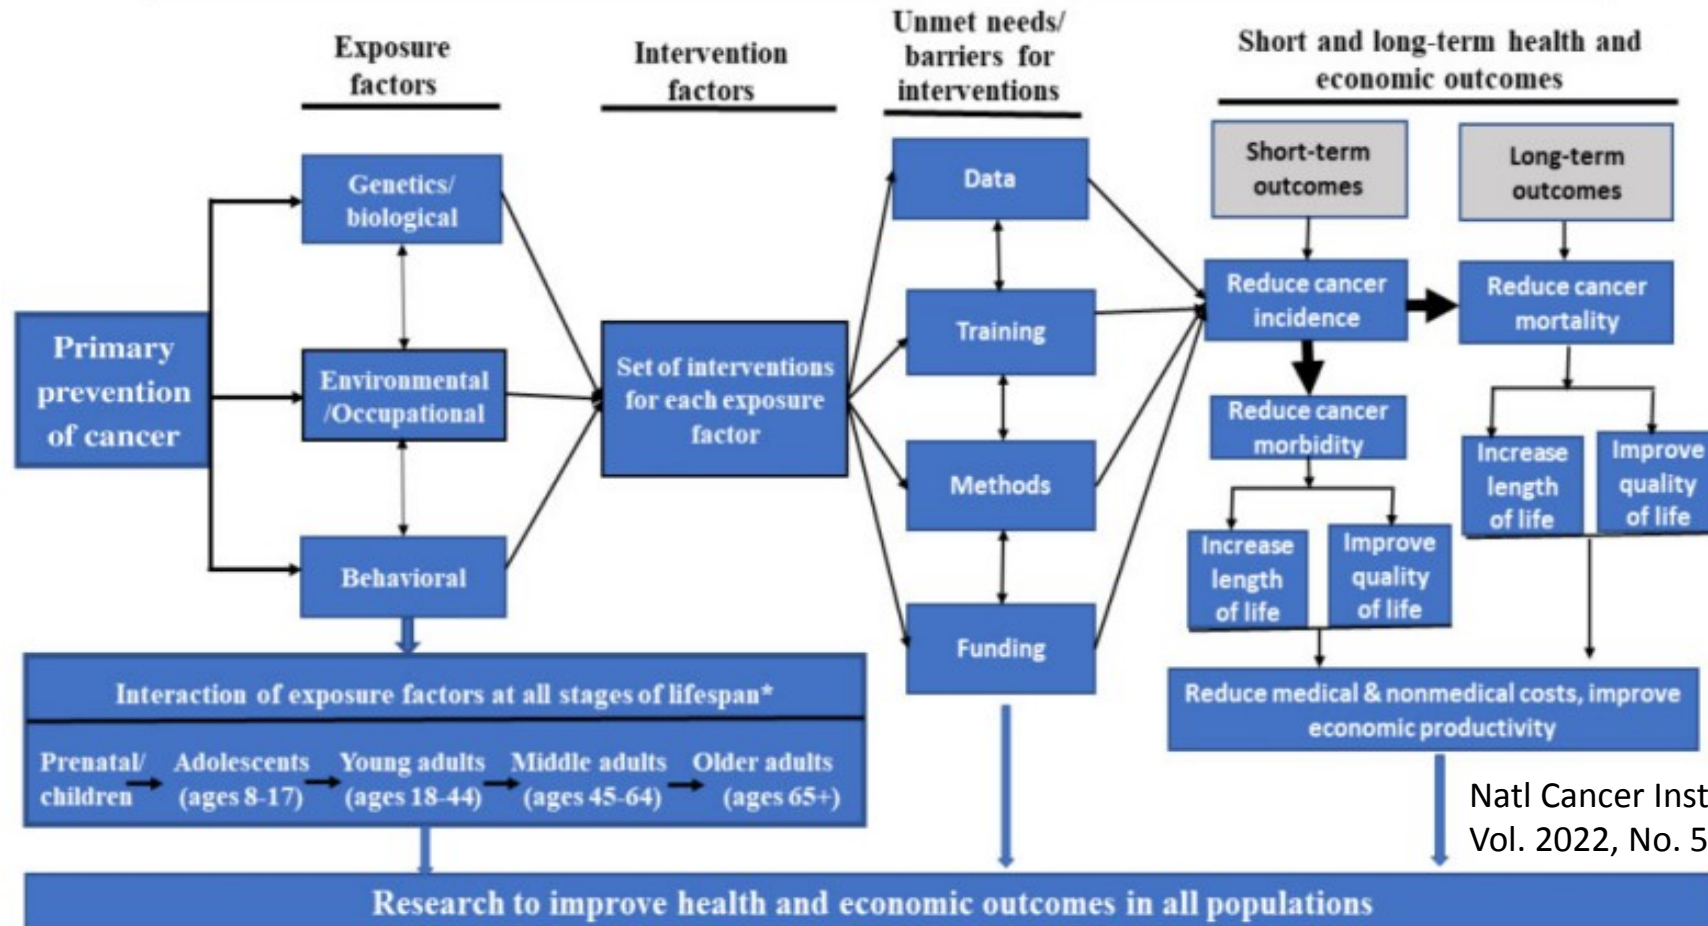 Exposure
factors
Intervention
factors
Unmet needs/
barriers for
interventions
Short and long-term health and
economic outcomes
Primary
prevention
of cancer
Genetics/
biological
Environmental
/Occupational
Behavioral
Set of interventions
for each exposure
factor
Data
Training
Methods
Funding
Short-term
outcomes
Long-term
outcomes
Reduce cancer
incidence
Reduce cancer
mortality
Reduce cancer
morbidity
Increase
length
of life
Improve
quality
of life
Increase
length
of life
Improve
quality
of life
Reduce medical & nonmedical costs, improve
economic productivity
Interaction of exposure factors at all stages of lifespan*
Prenatal/
children
Adolescents
(ages 8-17)
Young adults
(ages 18-44)
Middle adults
(ages 45-64)
Older adults
(ages 65+)
Natl Cancer Inst
Vol. 2022, No. 5
Research to improve health and economic outcomes in all populations